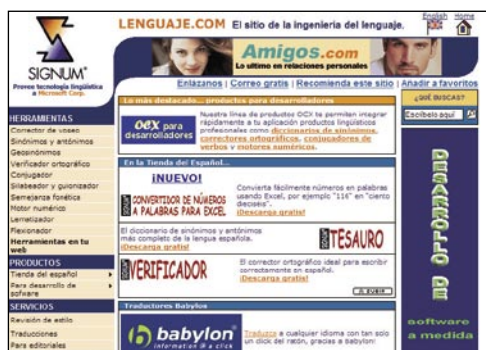 LENGUAJE.COM El sitio de la ingeniería del lenguaje.
English Home
SIGNUM
Provee tecnología lingüística
a Microsoft Corp.
Amigos.com
Lo último en relaciones personales
Enlázanos | Correo gratis | Recomienda este sitio | Añadir a favoritos
HERRAMIENTAS
Corrector de voseo
Sinónimos y antónimos
Geosinónimos
Verificador ortográfico
Conjugador
Silabeador y guionizador
Semejanza fonética
Motor numérico
Lematizador
Flexionador
Herramientas en tu
web
PRODUCTOS
Tienda del español
Para desarrollo de
software
SERVICIOS
Revisión de estilo
Traducciones
Para editoriales
Lo más destacado... productos para desarrolladores
ocx para
desarrolladores
Nuestra línea de productos OCX te permiten integrar
rápidamente a tu aplicación productos lingüísticos
profesionales como diccionarios de sinónimos,
correctores ortográficos, conjugadores de
verbos y motores numéricos.
En la Tienda del Español...
¡NUEVO!
CONVERTIDOR DE NÚMEROS
A PALABRAS PARA EXCEL
Convierta fácilmente números en palabras
usando Excel, por ejemplo "116" en "ciento
dieciséis".
¡Descarga gratis!
El diccionario de sinónimos y antónimos
más completo de la lengua española.
¡Descarga gratis!
TESAURO
VERIFICADOR
El corrector ortográfico ideal para escribir
correctamente en español.
¡Descarga gratis!
Traductores Babylon
babylon
information @ a click
Traduzca a cualquier idioma con tan solo
un click del ratón, gracias a Babylon:
¿QUÉ BUSCAS?
Escríbelo aquí
DESARROLLO DE
software
a medida